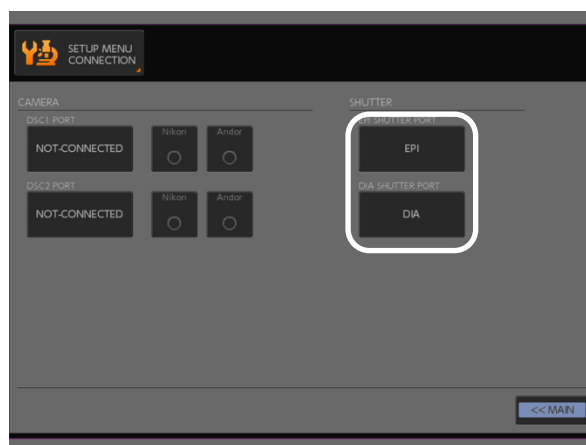 SETUP MENU
CONNECTION
CAMERA
DSC1 PORT
NOT-CONNECTED
Nikon
Andor
DSC2 PORT
NOT-CONNECTED
Nikon
Andor
SHUTTER
EPI SHUTTER PORT
EPI
DIA SHUTTER PORT
DIA
<< MAIN